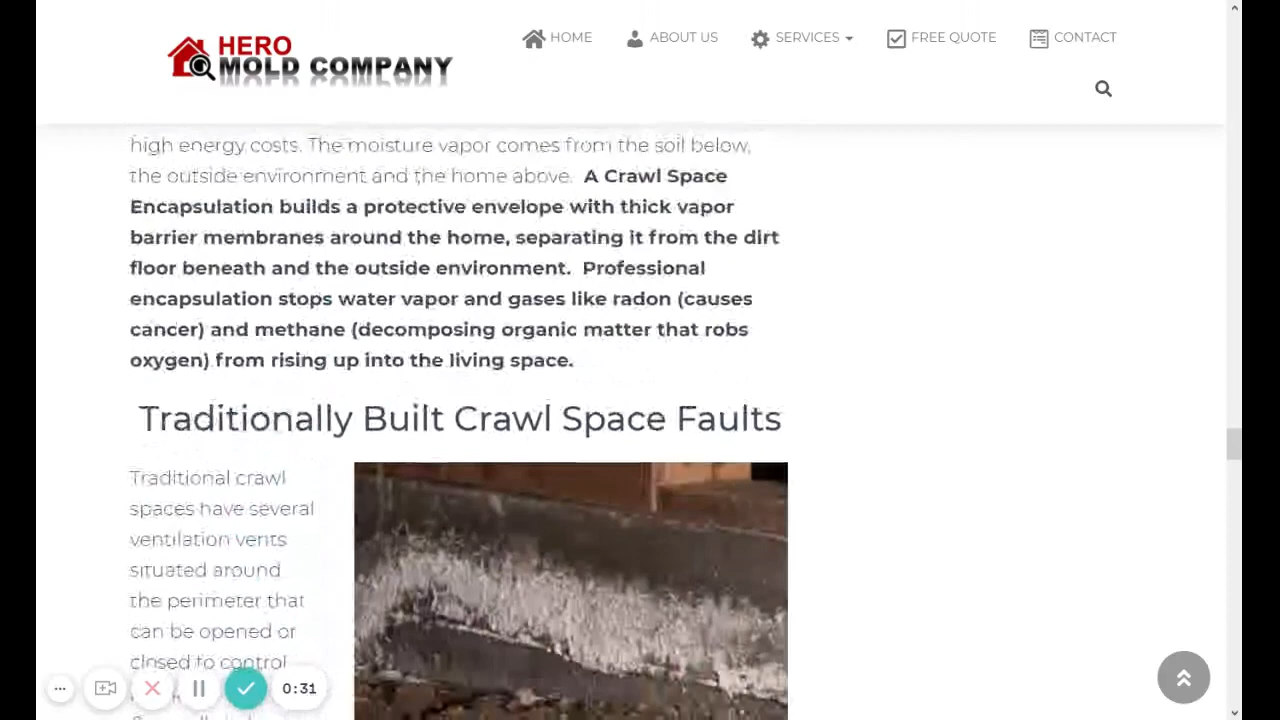 HERO
MOLD COMPANY
HOME
ABOUT US
SERVICES
FREE QUOTE
CONTACT
high energy costs. The moisture vapor comes from the soil below,
the outside environment and the home above. A Crawl Space
Encapsulation builds a protective envelope with thick vapor
barrier membranes around the home, separating it from the dirt
floor beneath and the outside environment. Professional
encapsulation stops water vapor and gases like radon (causes
cancer) and methane (decomposing organic matter that robs
oxygen) from rising up into the living space.
Traditionally Built Crawl Space Faults
Traditional crawl
spaces have several
ventilation vents
situated around
the perimeter that
can be opened or
closed to control
0:31